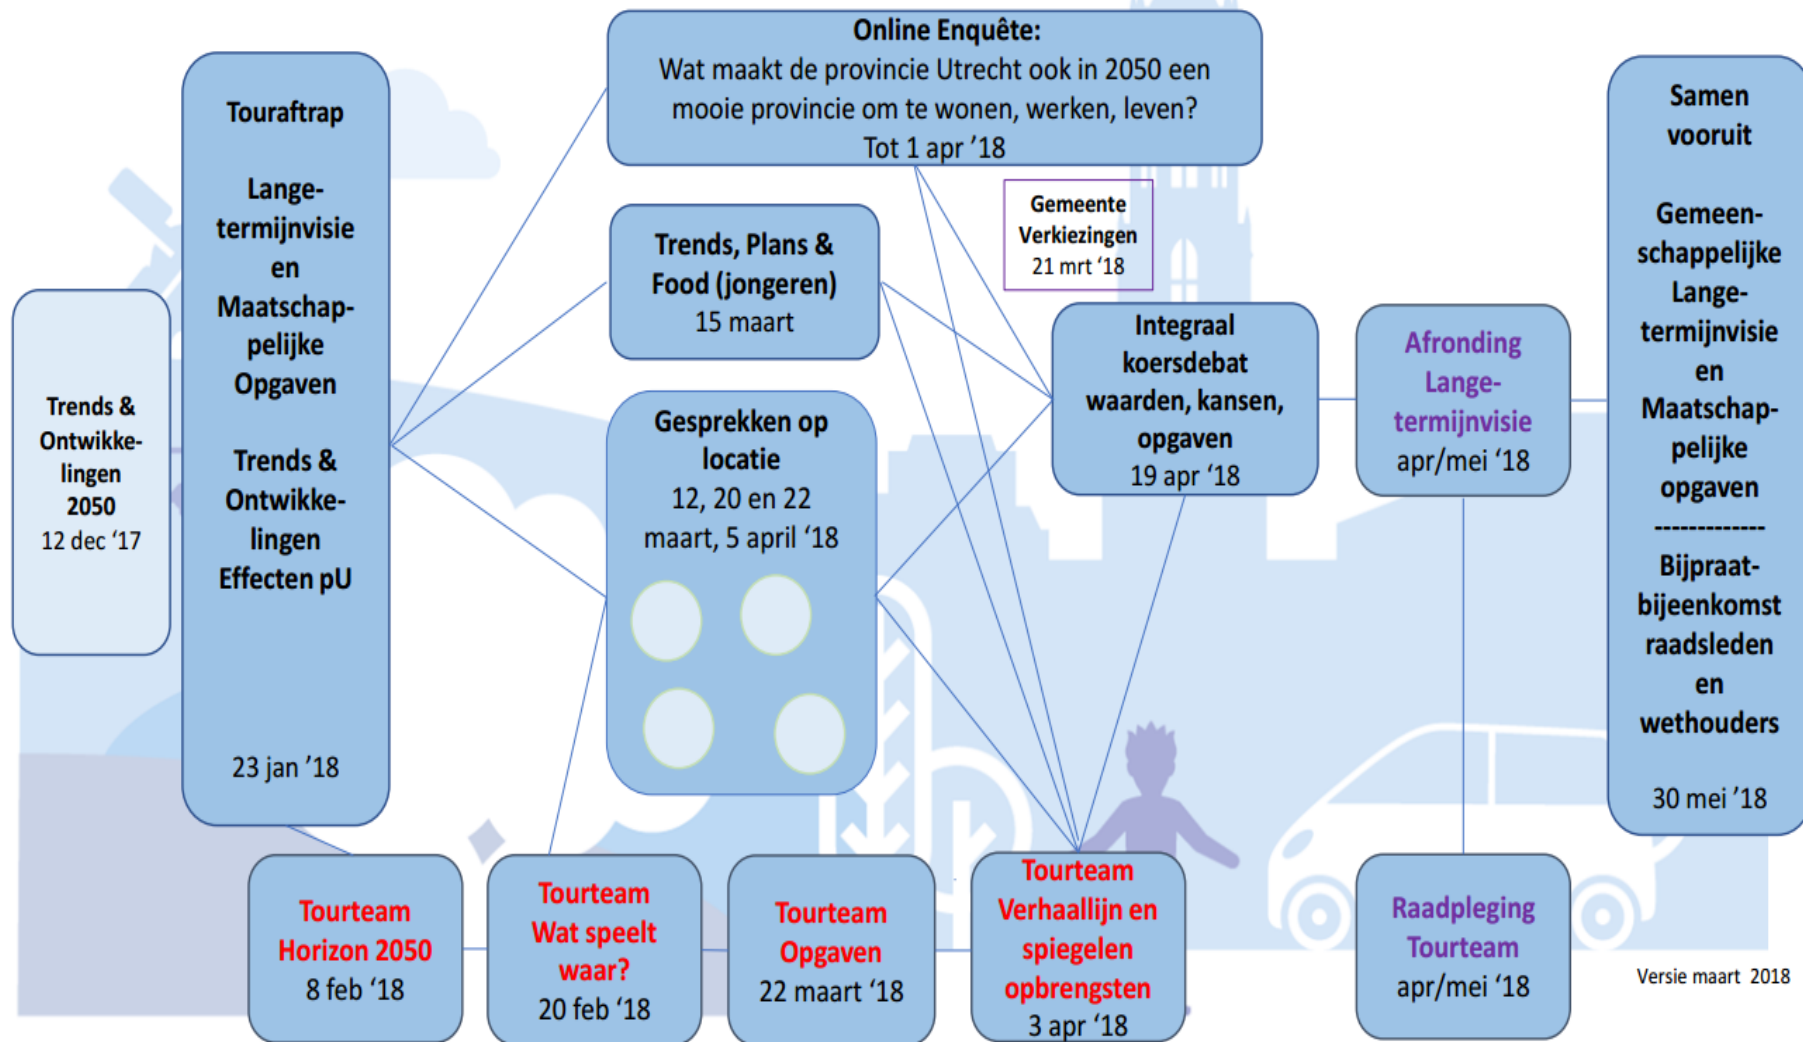 Trends &
Ontwikke-
lingen
2050
12 dec ‘17
Touraftrap
Lange-
termijnvisie
en
Maatschap-
pelijke
Opgaven
Trends &
Ontwikke-
lingen
Effecten pU
23 jan ’18
Online Enquête:
Wat maakt de provincie Utrecht ook in 2050 een
mooie provincie om te wonen, werken, leven?
Tot 1 apr ’18
Trends, Plans &
Food (jongeren)
15 maart
Gesprekken op
locatie
12, 20 en 22
maart, 5 april ‘18
Gemeente
Verkiezingen
21 mrt ‘18
Integraal
koersdebat
waarden, kansen,
opgaven
19 apr ‘18
Afronding
Lange-
termijnvisie
apr/mei ‘18
Samen
vooruit
Gemeen-
schappelijke
Lange-
termijnvisie
en
Maatschap-
pelijke
opgaven
-------------
Bijpraat-
bijeenkomst
raadsleden
en
wethouders
30 mei ‘18
Tourteam
Horizon 2050
8 feb ‘18
Tourteam
Wat speelt
waar?
20 feb ‘18
Tourteam
Opgaven
22 maart ‘18
Tourteam
Verhaallijn en
spiegelen
opbrengsten
3 apr ‘18
Raadpleging
Tourteam
apr/mei ‘18
Versie maart 2018